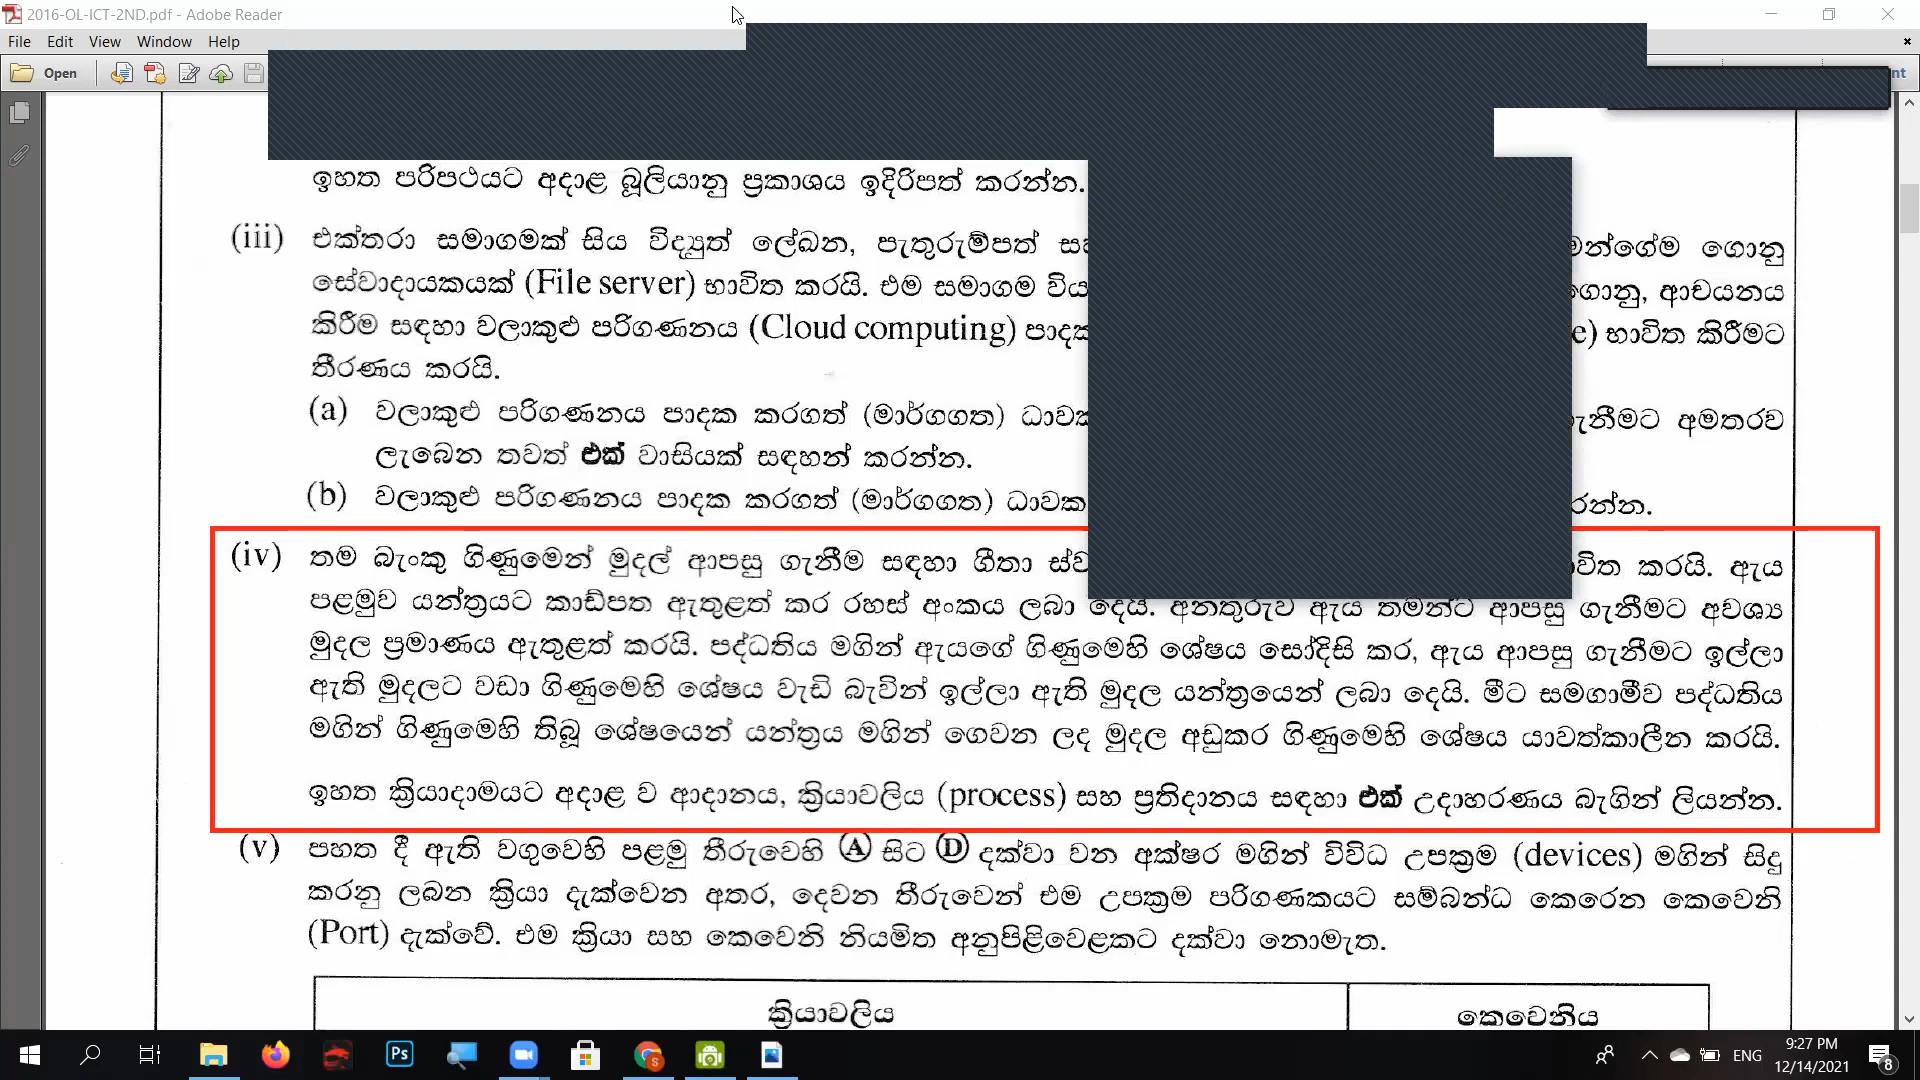 2016-OL-ICT-2ND.pdf - Adobe Reader
File Edit View Window Help
Open
nt
ඉහත පරිපථයට අදාළ බූලියානු ප්‍රකාශය ඉදිරිපත් කරන්න.
(iii) එක්තරා සමාගමක් සිය විද්‍යුත් ලේඛන, පැතුරුම්පත් මන්ගේම ගොනු
සේවාදායකයක් (File server) භාවිත කරයි. එම සමාගම ගොනු, ආචයනය
කිරීම සඳහා වලාකුළු පරිගණනය (Cloud computing) e) භාවිත කිරීමට
තීරණය කරයි.
(a) වලාකුළු පරිගණනය පාදක කරගත් (මාර්ගගත) අමතරව
ලැබෙන තවත් එක් වාසියක් සඳහන් කරන්න.
(b) වලාකුළු පරිගණනය පාදක කරගත් (මාර්ගගත) රන්න.
(iv) තම බැංකු ගිණුමෙන් මුදල් ආපසු ගැනීම සඳහා ගීතා කරයි. ඇය
පළමුව යන්ත්‍රයට කාඩ්පත ඇතුළත් කර රහස් අංකය ලබා දෙයි. අනතුරුව ඇය තමන්ට ආපසු ගැනීමට අවශ්‍ය
මුදල ප්‍රමාණය ඇතුළත් කරයි. පද්ධතිය මගින් ඇයගේ ගිණුමෙහි ශේෂය සෝදිසි කර, ඇය ආපසු ගැනීමට ඉල්ලා
ඇති මුදලට වඩා ගිණුමෙහි ශේෂය වැඩි බැවින් ඉල්ලා ඇති මුදල යන්ත්‍රයෙන් ලබා දෙයි. මීට සමගාමීව පද්ධතිය
මගින් ගිණුමෙහි තිබූ ශේෂයෙන් යන්ත්‍රය මගින් ගෙවන ලද මුදල අඩුකර ගිණුමෙහි ශේෂය යාවත්කාලීන කරයි.
ඉහත ක්‍රියාදාමයට අදාළ ව ආදානය, ක්‍රියාවලිය (process) සහ ප්‍රතිදානය සඳහා එක් උදාහරණය බැගින් ලියන්න.
(v) පහත දී ඇති වගුවෙහි පළමු තීරුවෙහි Ⓐ සිට Ⓓ දක්වා වන අක්ෂර මගින් විවිධ උපක්‍රම (devices) මගින් සිදු
කරනු ලබන ක්‍රියා දැක්වෙන අතර, දෙවන තීරුවෙන් එම උපක්‍රම පරිගණකයට සම්බන්ධ කෙරෙන කෙවෙනි
(Port) දැක්වේ. එම ක්‍රියා සහ කෙවෙනි නියමිත අනුපිළිවෙළකට දක්වා නොමැත.
ක්‍රියාවලිය කෙවෙනිය
Ps
S
ENG
9:27 PM
12/14/2021
8